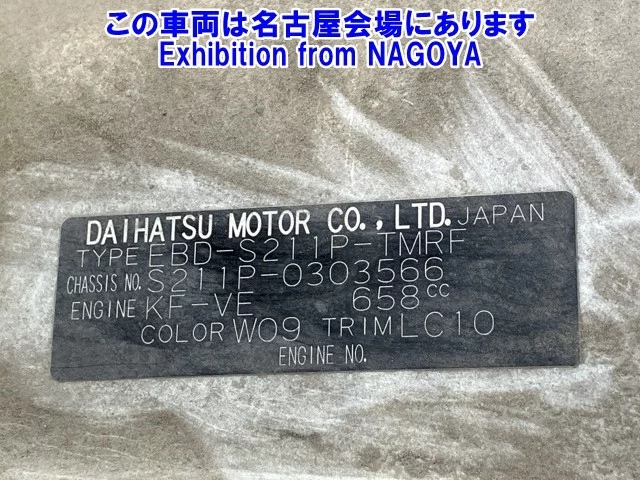 この車両は名古屋会場にあります
Exhibition from NAGOYA
DAIHATSU MOTOR CO., LTD. JAPAN
TYPE EBD-S211P-TMRF
CHASSIS NO. S211P-0303566
ENGINE KF-VE 658cc
COLOR W09 TRIM LC10
ENGINE NO.